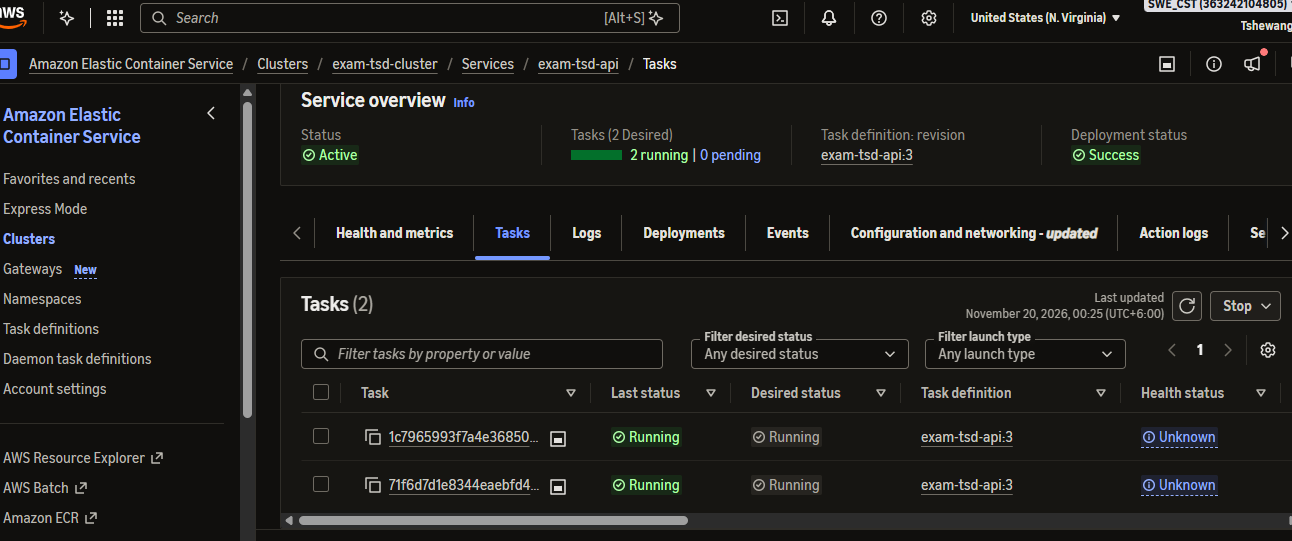 aws
Search [Alt+S]
United States (N. Virginia)
SWE_CST (363242104805)
Tshewang
Amazon Elastic Container Service / Clusters / exam-tsd-cluster / Services / exam-tsd-api / Tasks
Amazon Elastic
Container Service
Favorites and recents
Express Mode
Clusters
Gateways New
Namespaces
Task definitions
Daemon task definitions
Account settings
AWS Resource Explorer
AWS Batch
Amazon ECR
Service overview Info
Status
Active
Tasks (2 Desired)
2 running | 0 pending
Task definition: revision
exam-tsd-api:3
Deployment status
Success
Health and metrics Tasks Logs Deployments Events Configuration and networking - updated Action logs Se
Tasks (2)
Last updated
November 20, 2026, 00:25 (UTC+6:00)
Stop
Filter tasks by property or value
Filter desired status
Any desired status
Filter launch type
Any launch type
1
Task Last status Desired status Task definition Health status
1c7965993f7a4e36850... Running Running exam-tsd-api:3 Unknown
71f6d7d1e8344eaebfd4... Running Running exam-tsd-api:3 Unknown